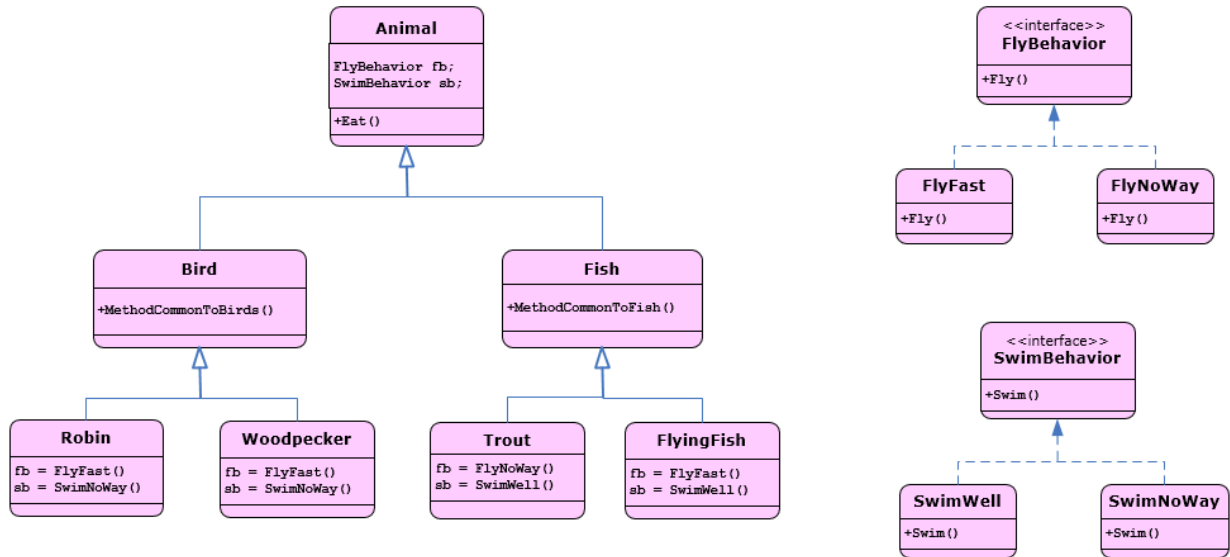 Animal
FlyBehavior fb;
SwimBehavior sb;
+Eat()
Bird
+MethodCommonToBirds()
Fish
+MethodCommonToFish()
Robin
fb = FlyFast()
sb = SwimNoWay()
Woodpecker
fb = FlyFast()
sb = SwimNoWay()
Trout
fb = FlyNoWay()
sb = SwimWell()
FlyingFish
fb = FlyFast()
sb = SwimWell()
<<interface>>
FlyBehavior
+Fly()
FlyFast
+Fly()
FlyNoWay
+Fly()
<<interface>>
SwimBehavior
+Swim()
SwimWell
+Swim()
SwimNoWay
+Swim()